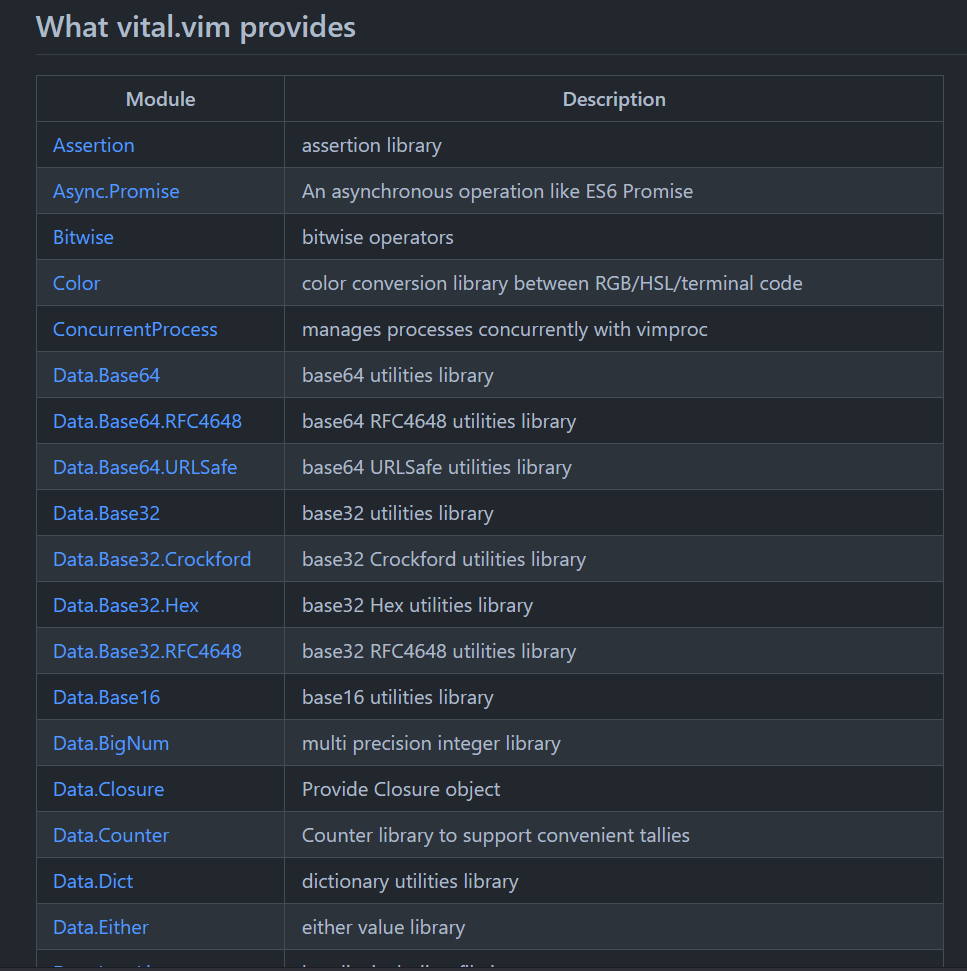 What vital.vim provides
Module Description
Assertion assertion library
Async.Promise An asynchronous operation like ES6 Promise
Bitwise bitwise operators
Color color conversion library between RGB/HSL/terminal code
ConcurrentProcess manages processes concurrently with vimproc
Data.Base64 base64 utilities library
Data.Base64.RFC4648 base64 RFC4648 utilities library
Data.Base64.URLSafe base64 URLSafe utilities library
Data.Base32 base32 utilities library
Data.Base32.Crockford base32 Crockford utilities library
Data.Base32.Hex base32 Hex utilities library
Data.Base32.RFC4648 base32 RFC4648 utilities library
Data.Base16 base16 utilities library
Data.BigNum multi precision integer library
Data.Closure Provide Closure object
Data.Counter Counter library to support convenient tallies
Data.Dict dictionary utilities library
Data.Either either value library